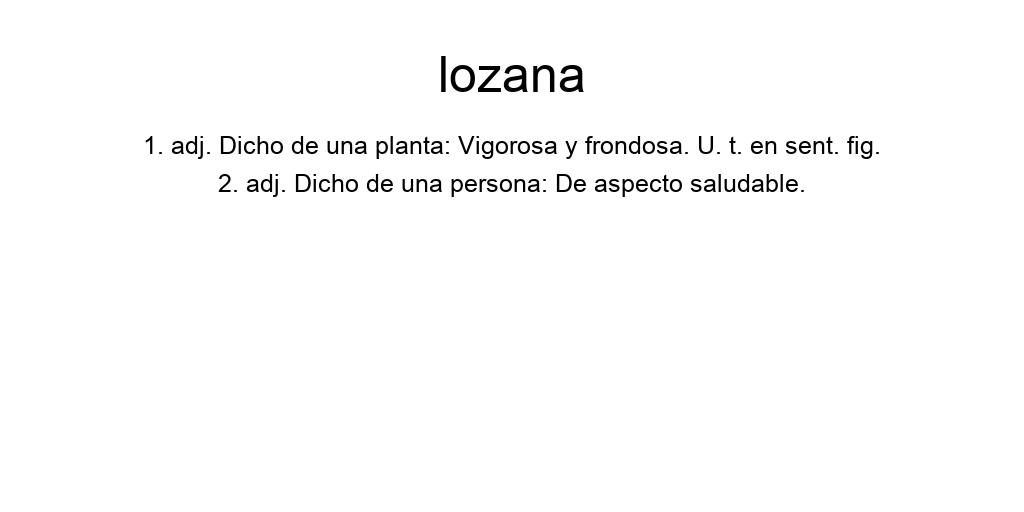 lozana
1. adj. Dicho de una planta: Vigorosa y frondosa. U. t. en sent. fig.
2. adj. Dicho de una persona: De aspecto saludable.